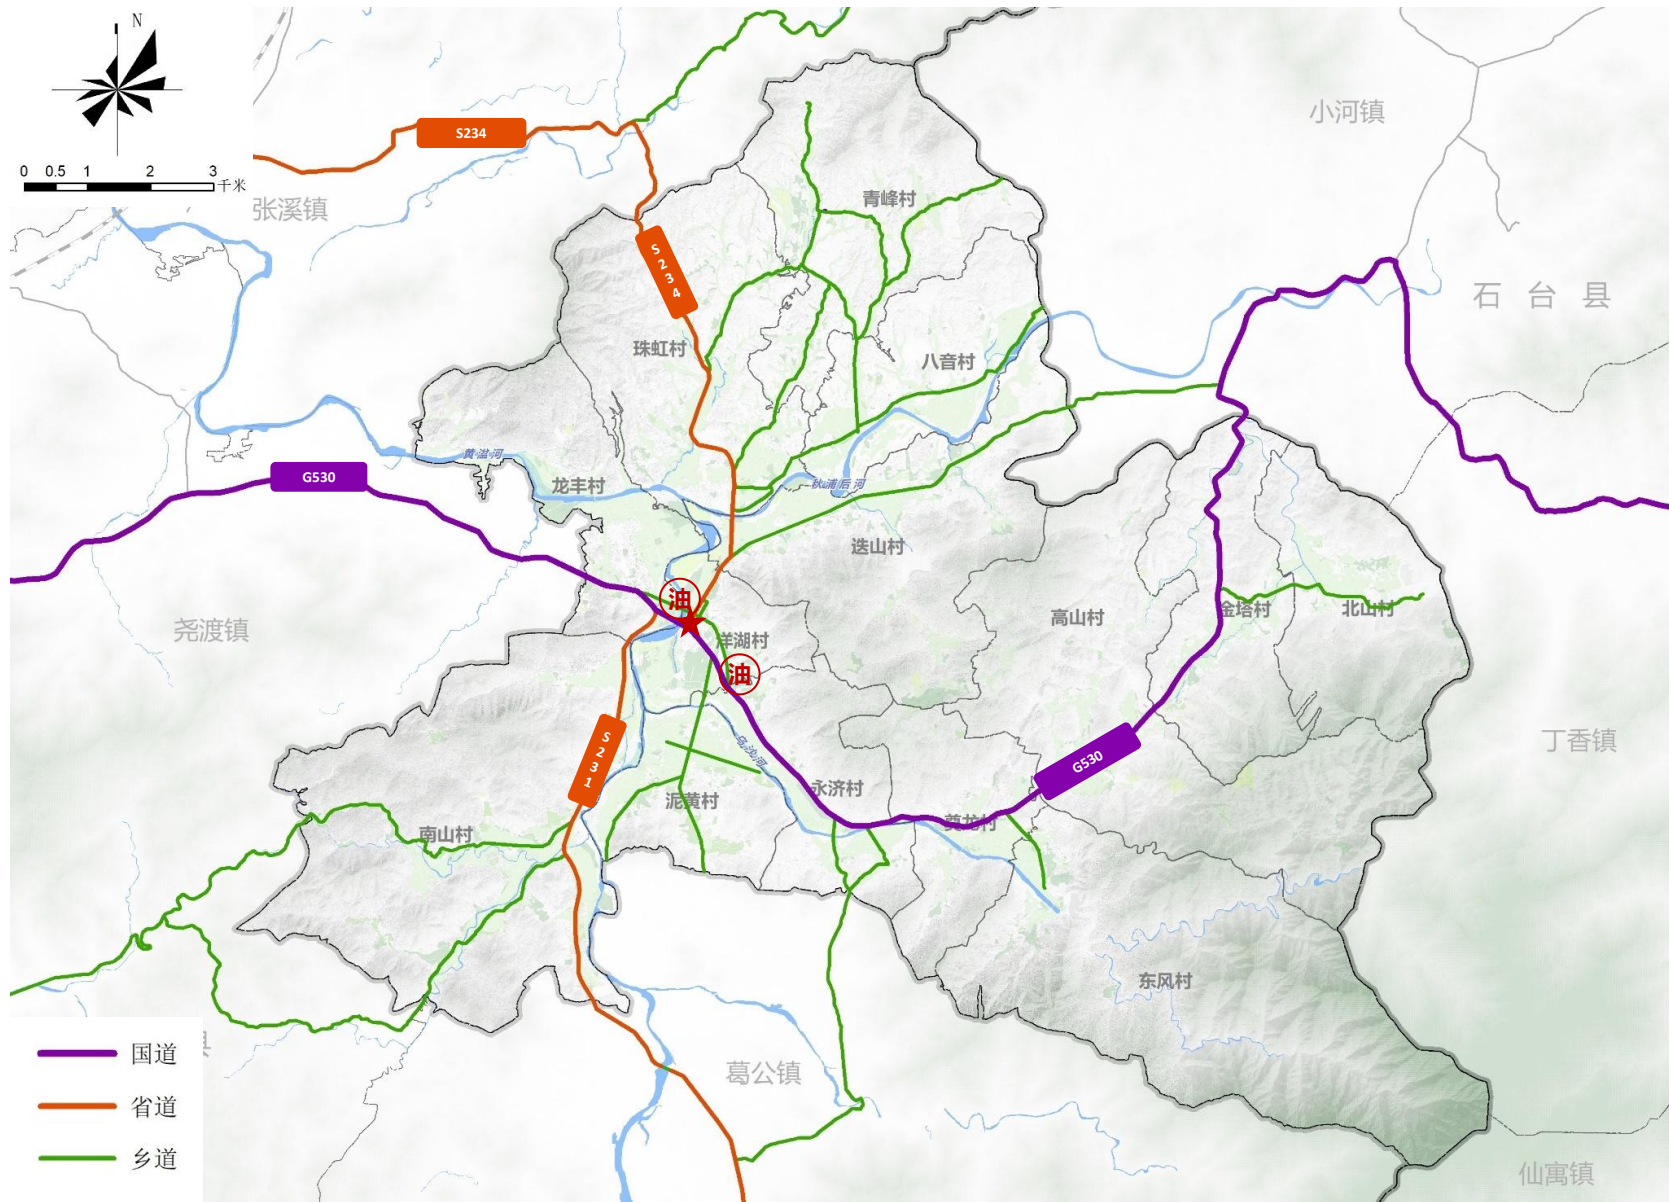 N
0 0.5 1 2 3
千米
S234
小河镇
张溪镇
青峰村
S234
石台县
珠虹村
八音村
黄湓河
G530
龙丰村
秋浦后河
迭山村
油
尧渡镇
高山村
金塔村
北山村
洋湖村
油
S231
丁香镇
G530
永济村
泥黄村
南山村
奠龙村
东风村
葛公镇
国道
省道
乡道
仙寓镇